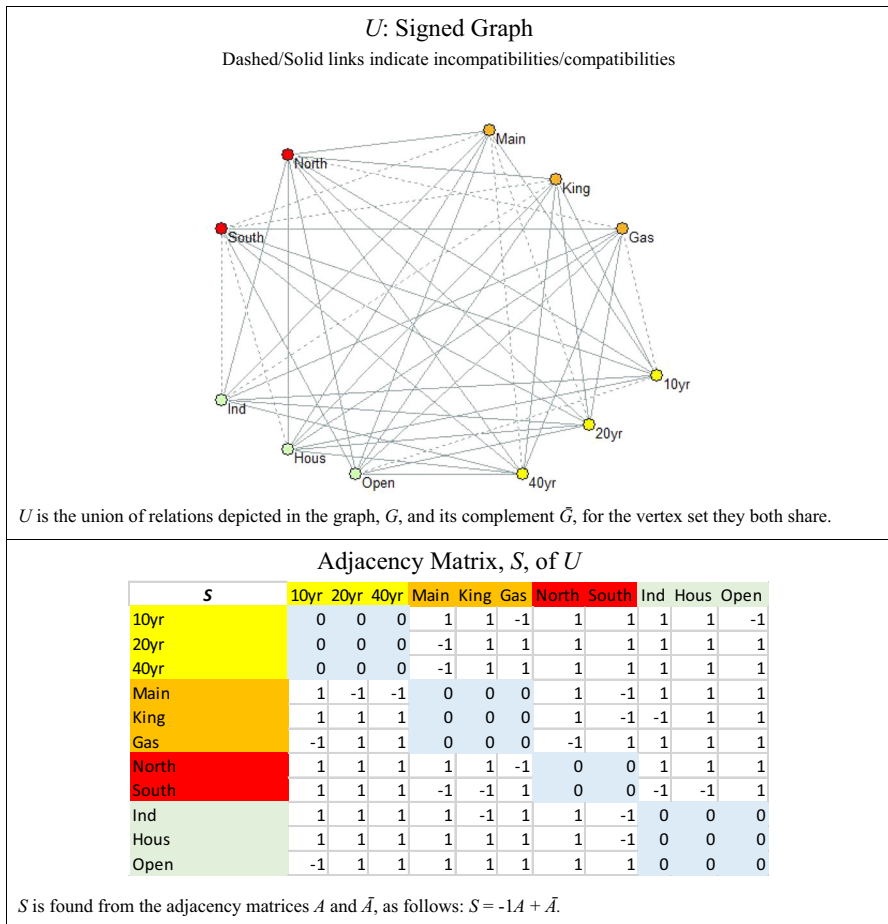 U: Signed Graph
Dashed/Solid links indicate incompatibilities/compatibilities
Main
North
King
South
Gas
10yr
Ind
20yr
Hous
Open
40yr
U is the union of relations depicted in the graph, G, and its complement Ḡ, for the vertex set they both share.
Adjacency Matrix, S, of U
S 10yr 20yr 40yr Main King Gas North South Ind Hous Open
10yr 0 0 0 1 1 -1 1 1 1 1 -1
20yr 0 0 0 -1 1 1 1 1 1 1 1
40yr 0 0 0 -1 1 1 1 1 1 1 1
Main 1 -1 -1 0 0 0 1 -1 1 1 1
King 1 1 1 0 0 0 1 -1 -1 1 1
Gas -1 1 1 0 0 0 -1 1 1 1 1
North 1 1 1 1 1 -1 0 0 1 1 1
South 1 1 1 -1 -1 1 0 0 -1 -1 1
Ind 1 1 1 1 -1 1 1 -1 0 0 0
Hous 1 1 1 1 1 1 1 -1 0 0 0
Open -1 1 1 1 1 1 1 1 0 0 0
S is found from the adjacency matrices A and Ā, as follows: S = -1A + Ā.